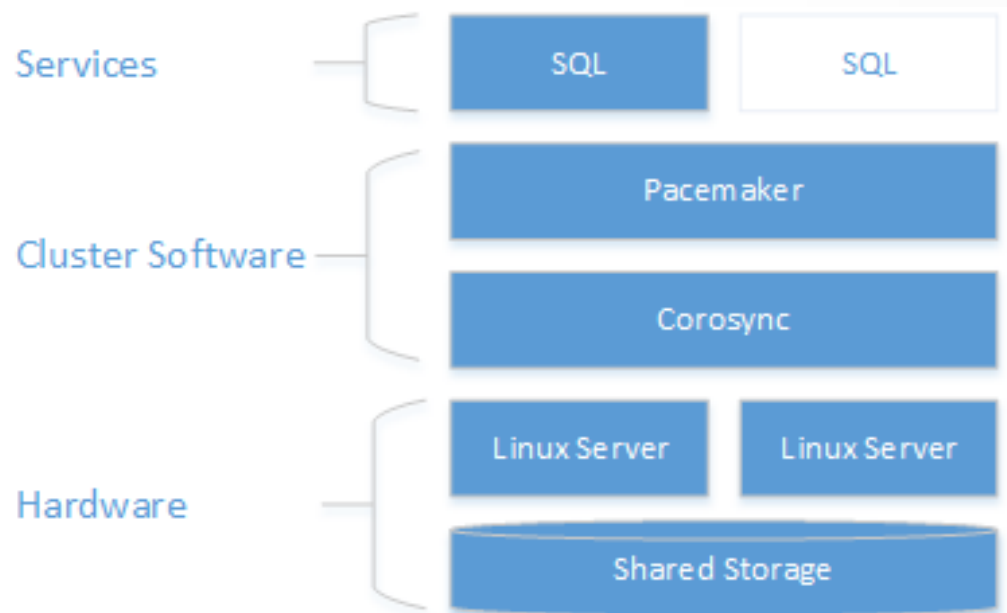 Services
SQL
SQL
Cluster Software
Pacemaker
Corosync
Hardware
Linux Server
Linux Server
Shared Storage